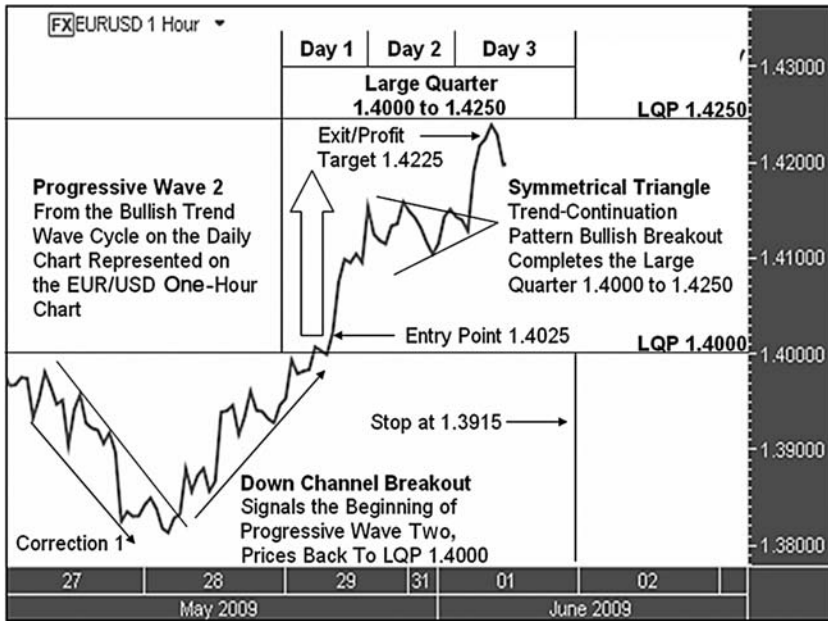 FX EURUSD 1 Hour
Day 1 Day 2 Day 3
Large Quarter
1.4000 to 1.4250
LQP 1.4250
1.43000
Exit/Profit
Target 1.4225
1.42000
Progressive Wave 2
From the Bullish Trend
Wave Cycle on the Daily
Chart Represented on
the EUR/USD One-Hour
Chart
Symmetrical Triangle
Trend-Continuation
Pattern Bullish Breakout
Completes the Large
Quarter 1.4000 to 1.4250
1.41000
Entry Point 1.4025
LQP 1.4000
1.40000
Stop at 1.3915
1.39000
Down Channel Breakout
Signals the Beginning of
Progressive Wave Two,
Prices Back To LQP 1.4000
Correction 1
1.38000
27 28 29 31 01 02
May 2009 June 2009